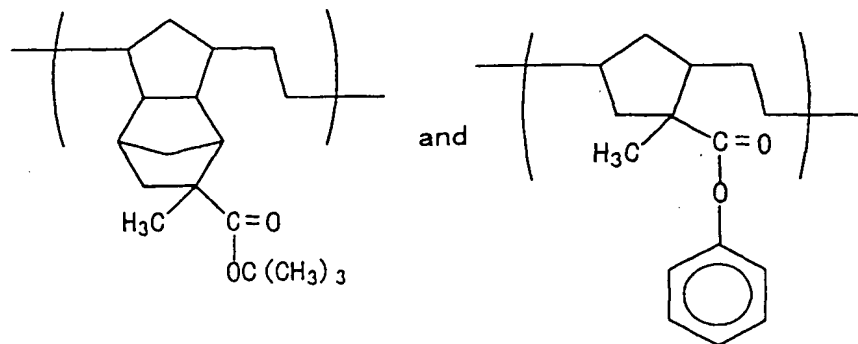 and
H₃C C=O
OC(CH₃)₃
H₃C C=O
O